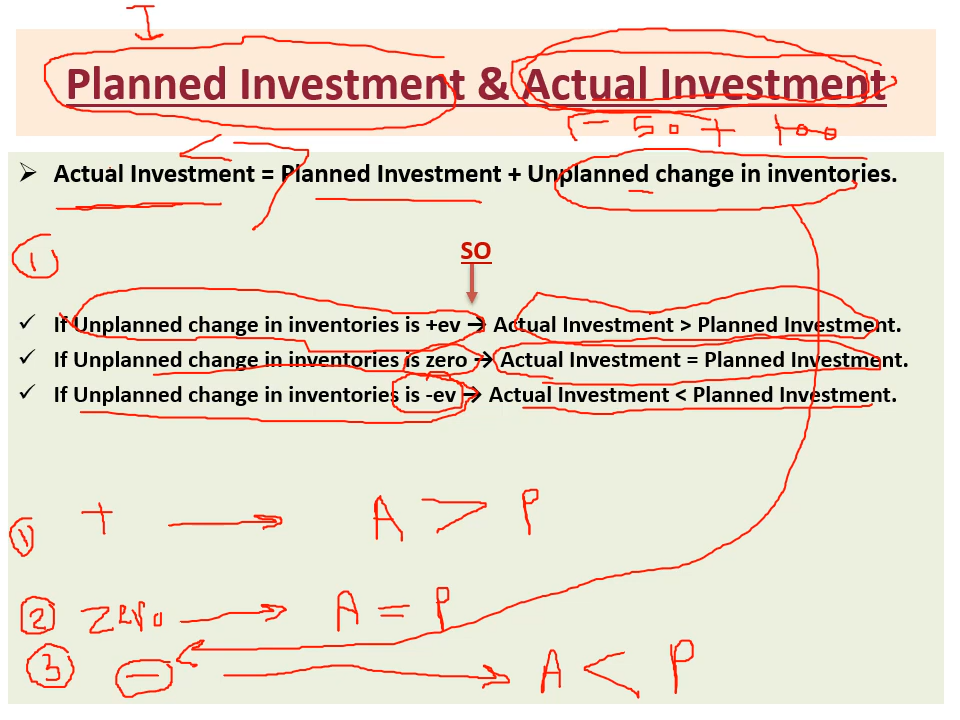 I
Planned Investment & Actual Investment
- 50 + 100
Actual Investment = Planned Investment + Unplanned change in inventories.
1
SO
If Unplanned change in inventories is +ev → Actual Investment > Planned Investment.
If Unplanned change in inventories is zero → Actual Investment = Planned Investment.
If Unplanned change in inventories is -ev → Actual Investment < Planned Investment.
1 + → A > P
2 zero → A = P
3 - → A < P